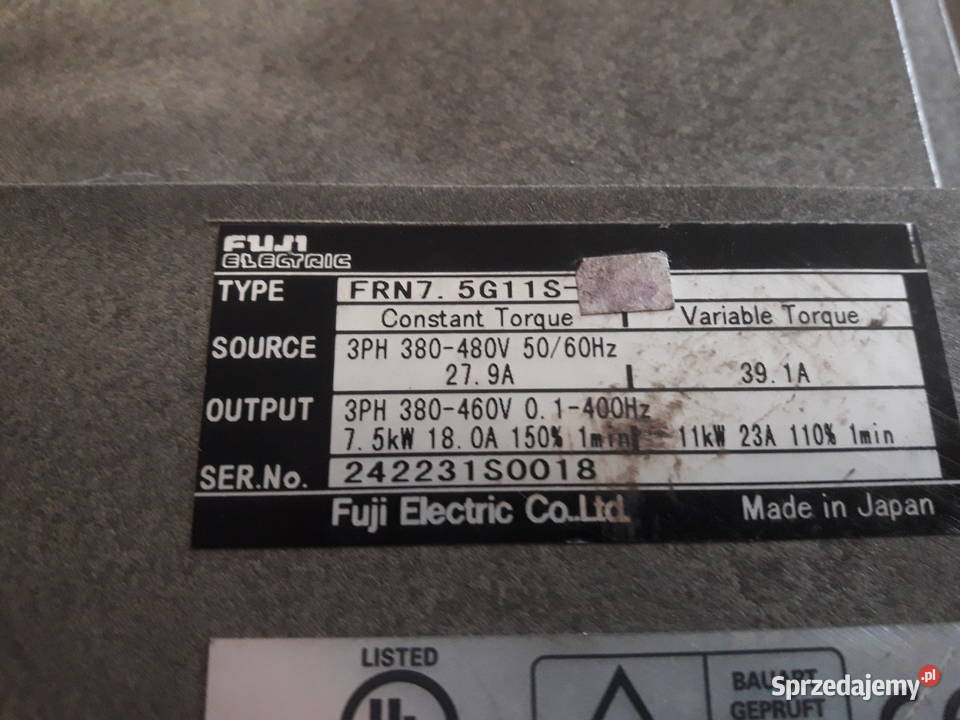 FUJI
ELECTRIC
TYPE FRN7.5G11S-
Constant Torque Variable Torque
SOURCE 3PH 380-480V 50/60Hz
27.9A 39.1A
OUTPUT 3PH 380-460V 0.1-400Hz
7.5kW 18.0A 150% 1min 11kW 23A 110% 1min
SER.No. 242231S0018
Fuji Electric Co.,Ltd. Made in Japan
LISTED
UL
BAUART
GEPRÜFT
Sprzedajemy.pl